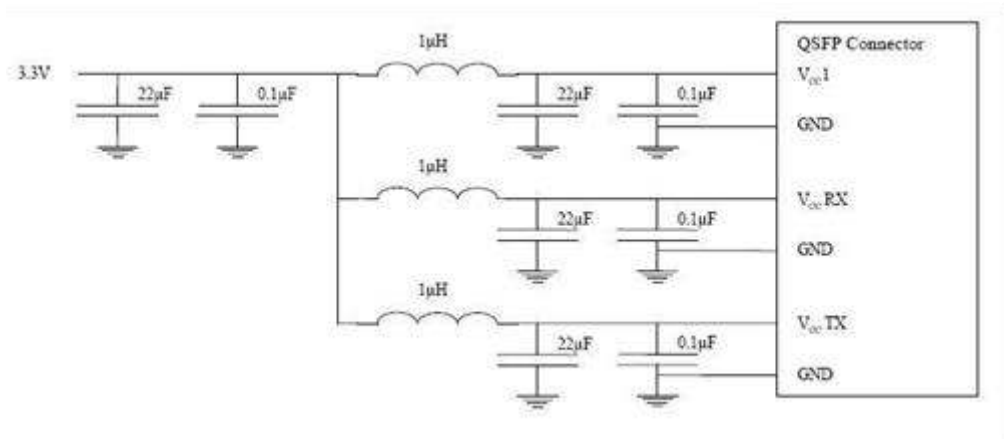 1μH
QSFP Connector
3.3V
Vcc1
22μF
0.1μF
22μF
0.1μF
GND
1μH
Vcc RX
22μF
0.1μF
GND
1μH
Vcc TX
22μF
0.1μF
GND